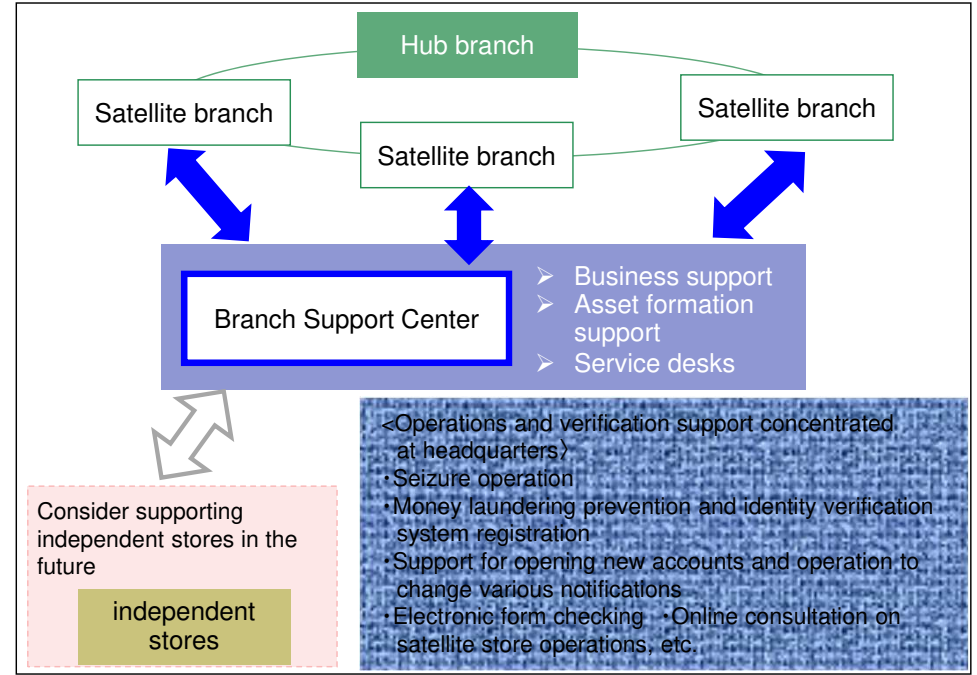 Hub branch
Satellite branch
Satellite branch
Satellite branch
Branch Support Center
➢ Business support
➢ Asset formation
support
➢ Service desks
<Operations and verification support concentrated
at headquarters〉
・Seizure operation
・Money laundering prevention and identity verification
system registration
・Support for opening new accounts and operation to
change various notifications
・Electronic form checking ・Online consultation on
satellite store operations, etc.
Consider supporting
independent stores in the
future
independent
stores